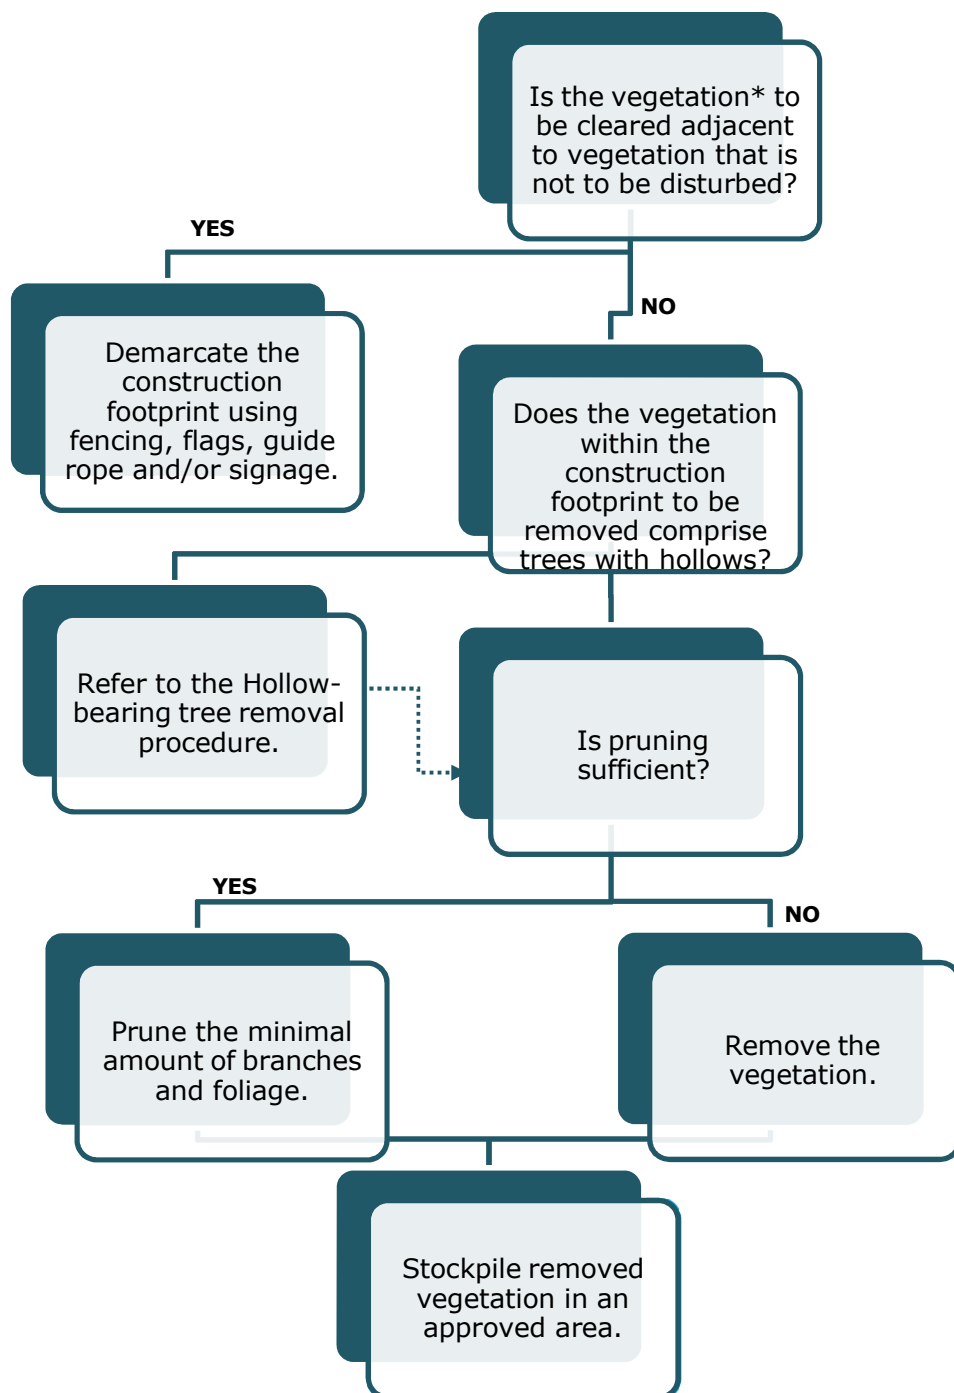 Is the vegetation* to
be cleared adjacent
to vegetation that is
not to be disturbed?
YES
NO
Demarcate the
construction
footprint using
fencing, flags, guide
rope and/or signage.
Does the vegetation
within the
construction
footprint to be
removed comprise
trees with hollows?
Refer to the Hollow-
bearing tree removal
procedure.
Is pruning
sufficient?
YES
NO
Prune the minimal
amount of branches
and foliage.
Remove the
vegetation.
Stockpile removed
vegetation in an
approved area.